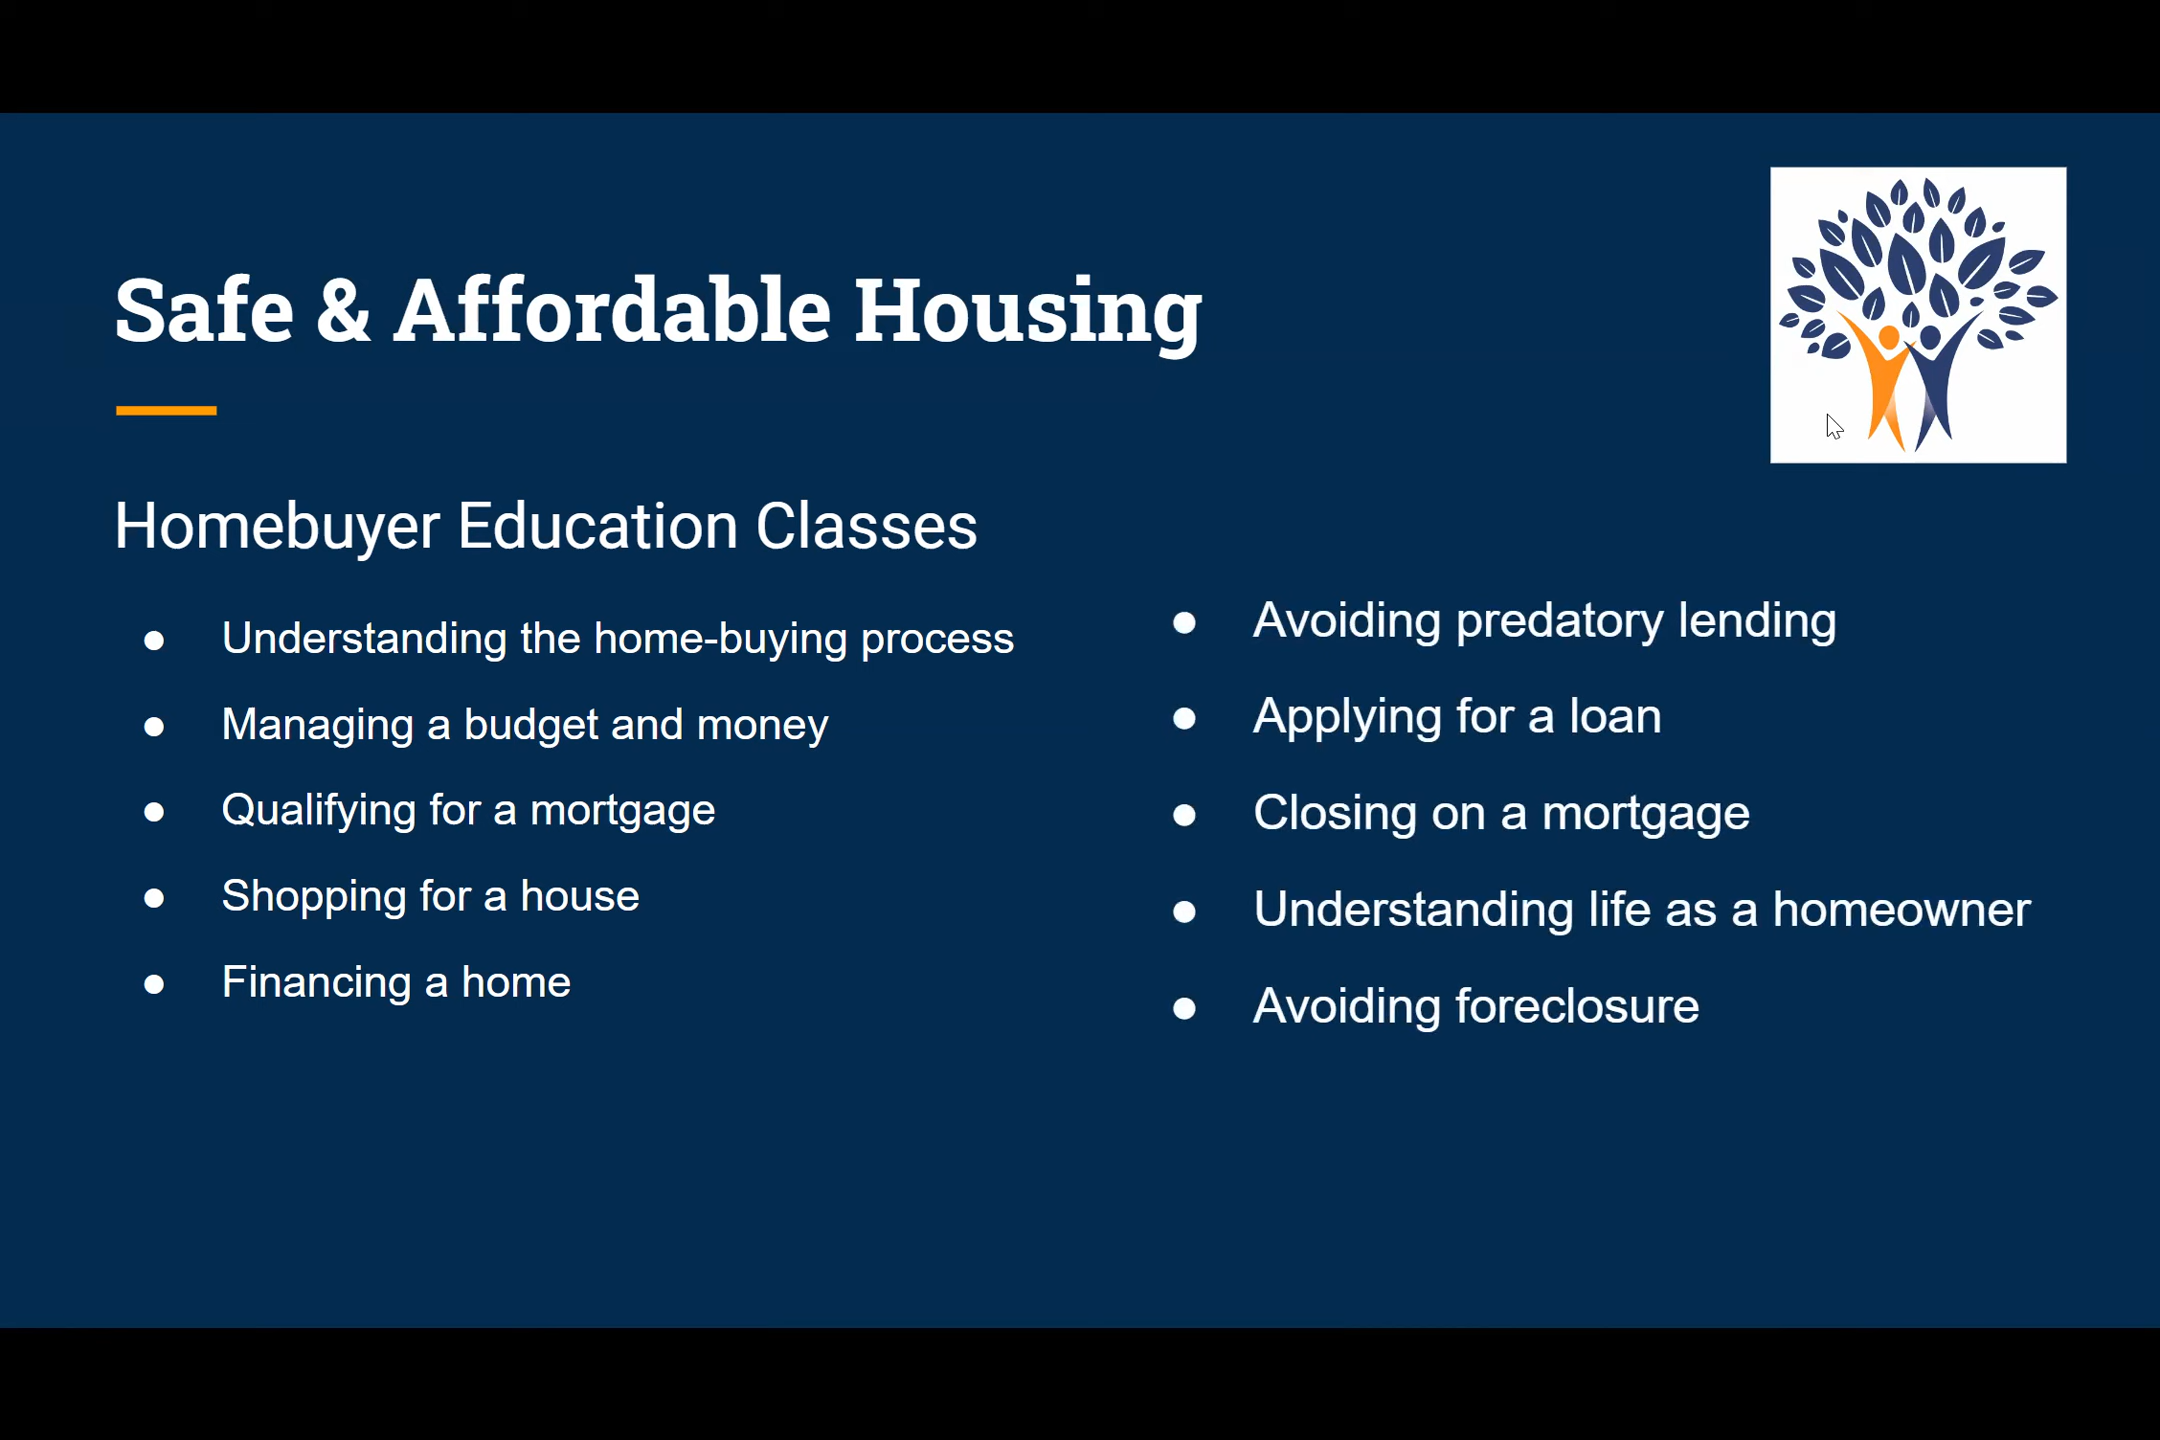 Safe & Affordable Housing
Homebuyer Education Classes
● Understanding the home-buying process
● Managing a budget and money
● Qualifying for a mortgage
● Shopping for a house
● Financing a home
● Avoiding predatory lending
● Applying for a loan
● Closing on a mortgage
● Understanding life as a homeowner
● Avoiding foreclosure